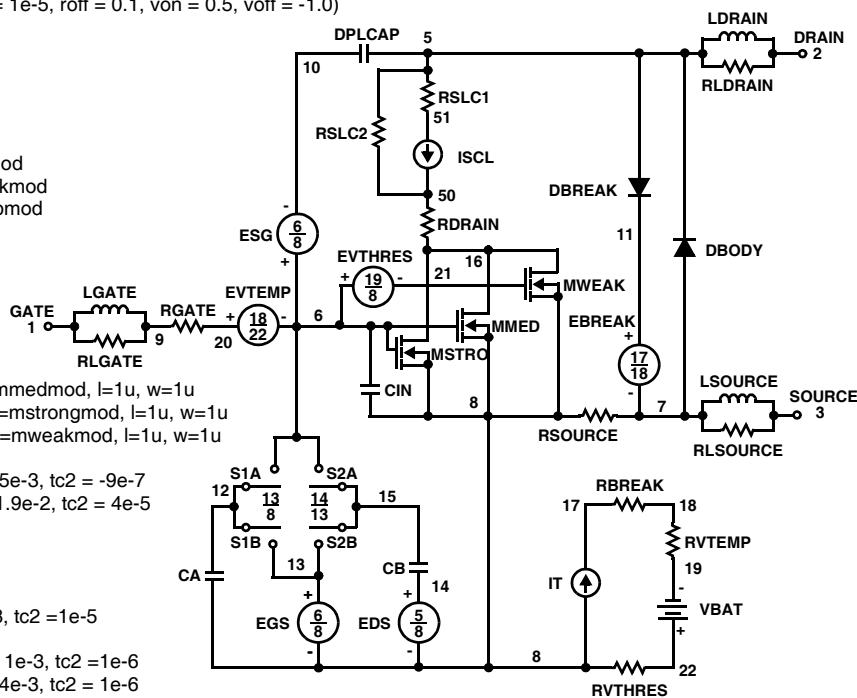 = 1e-5, roff = 0.1, von = 0.5, voff = -1.0)
LDRAIN
DPLCAP 5 DRAIN
2
10
RLDRAIN
RSLC1
51
RSLC2
ISCL
od
kmod
omod
50
DBREAK
- RDRAIN
ESG 6
8
11
DBODY
+ EVTHRES
16
+ 19 - 21
8
MWEAK
LGATE EVTEMP
GATE RGATE + 18 - 6
22
MMED
EBREAK
1
9 20
+
MSTRO
17
18
RLGATE
-
LSOURCE
CIN
8 7 SOURCE
3
mmedmod, l=1u, w=1u
=mstrongmod, l=1u, w=1u
=mweakmod, l=1u, w=1u
RSOURCE
RLSOURCE
5e-3, tc2 = -9e-7
1.9e-2, tc2 = 4e-5
S1A S2A
12 13
8
14
13
15
S1B S2B
RBREAK
17 18
RVTEMP
13
CA CB
19
14
IT
-
VBAT
+ +
3, tc2 =1e-5
EGS 6
8
EDS 5
8
+
- -
8
1e-3, tc2 =1e-6
4e-3, tc2 = 1e-6
22
RVTHRES